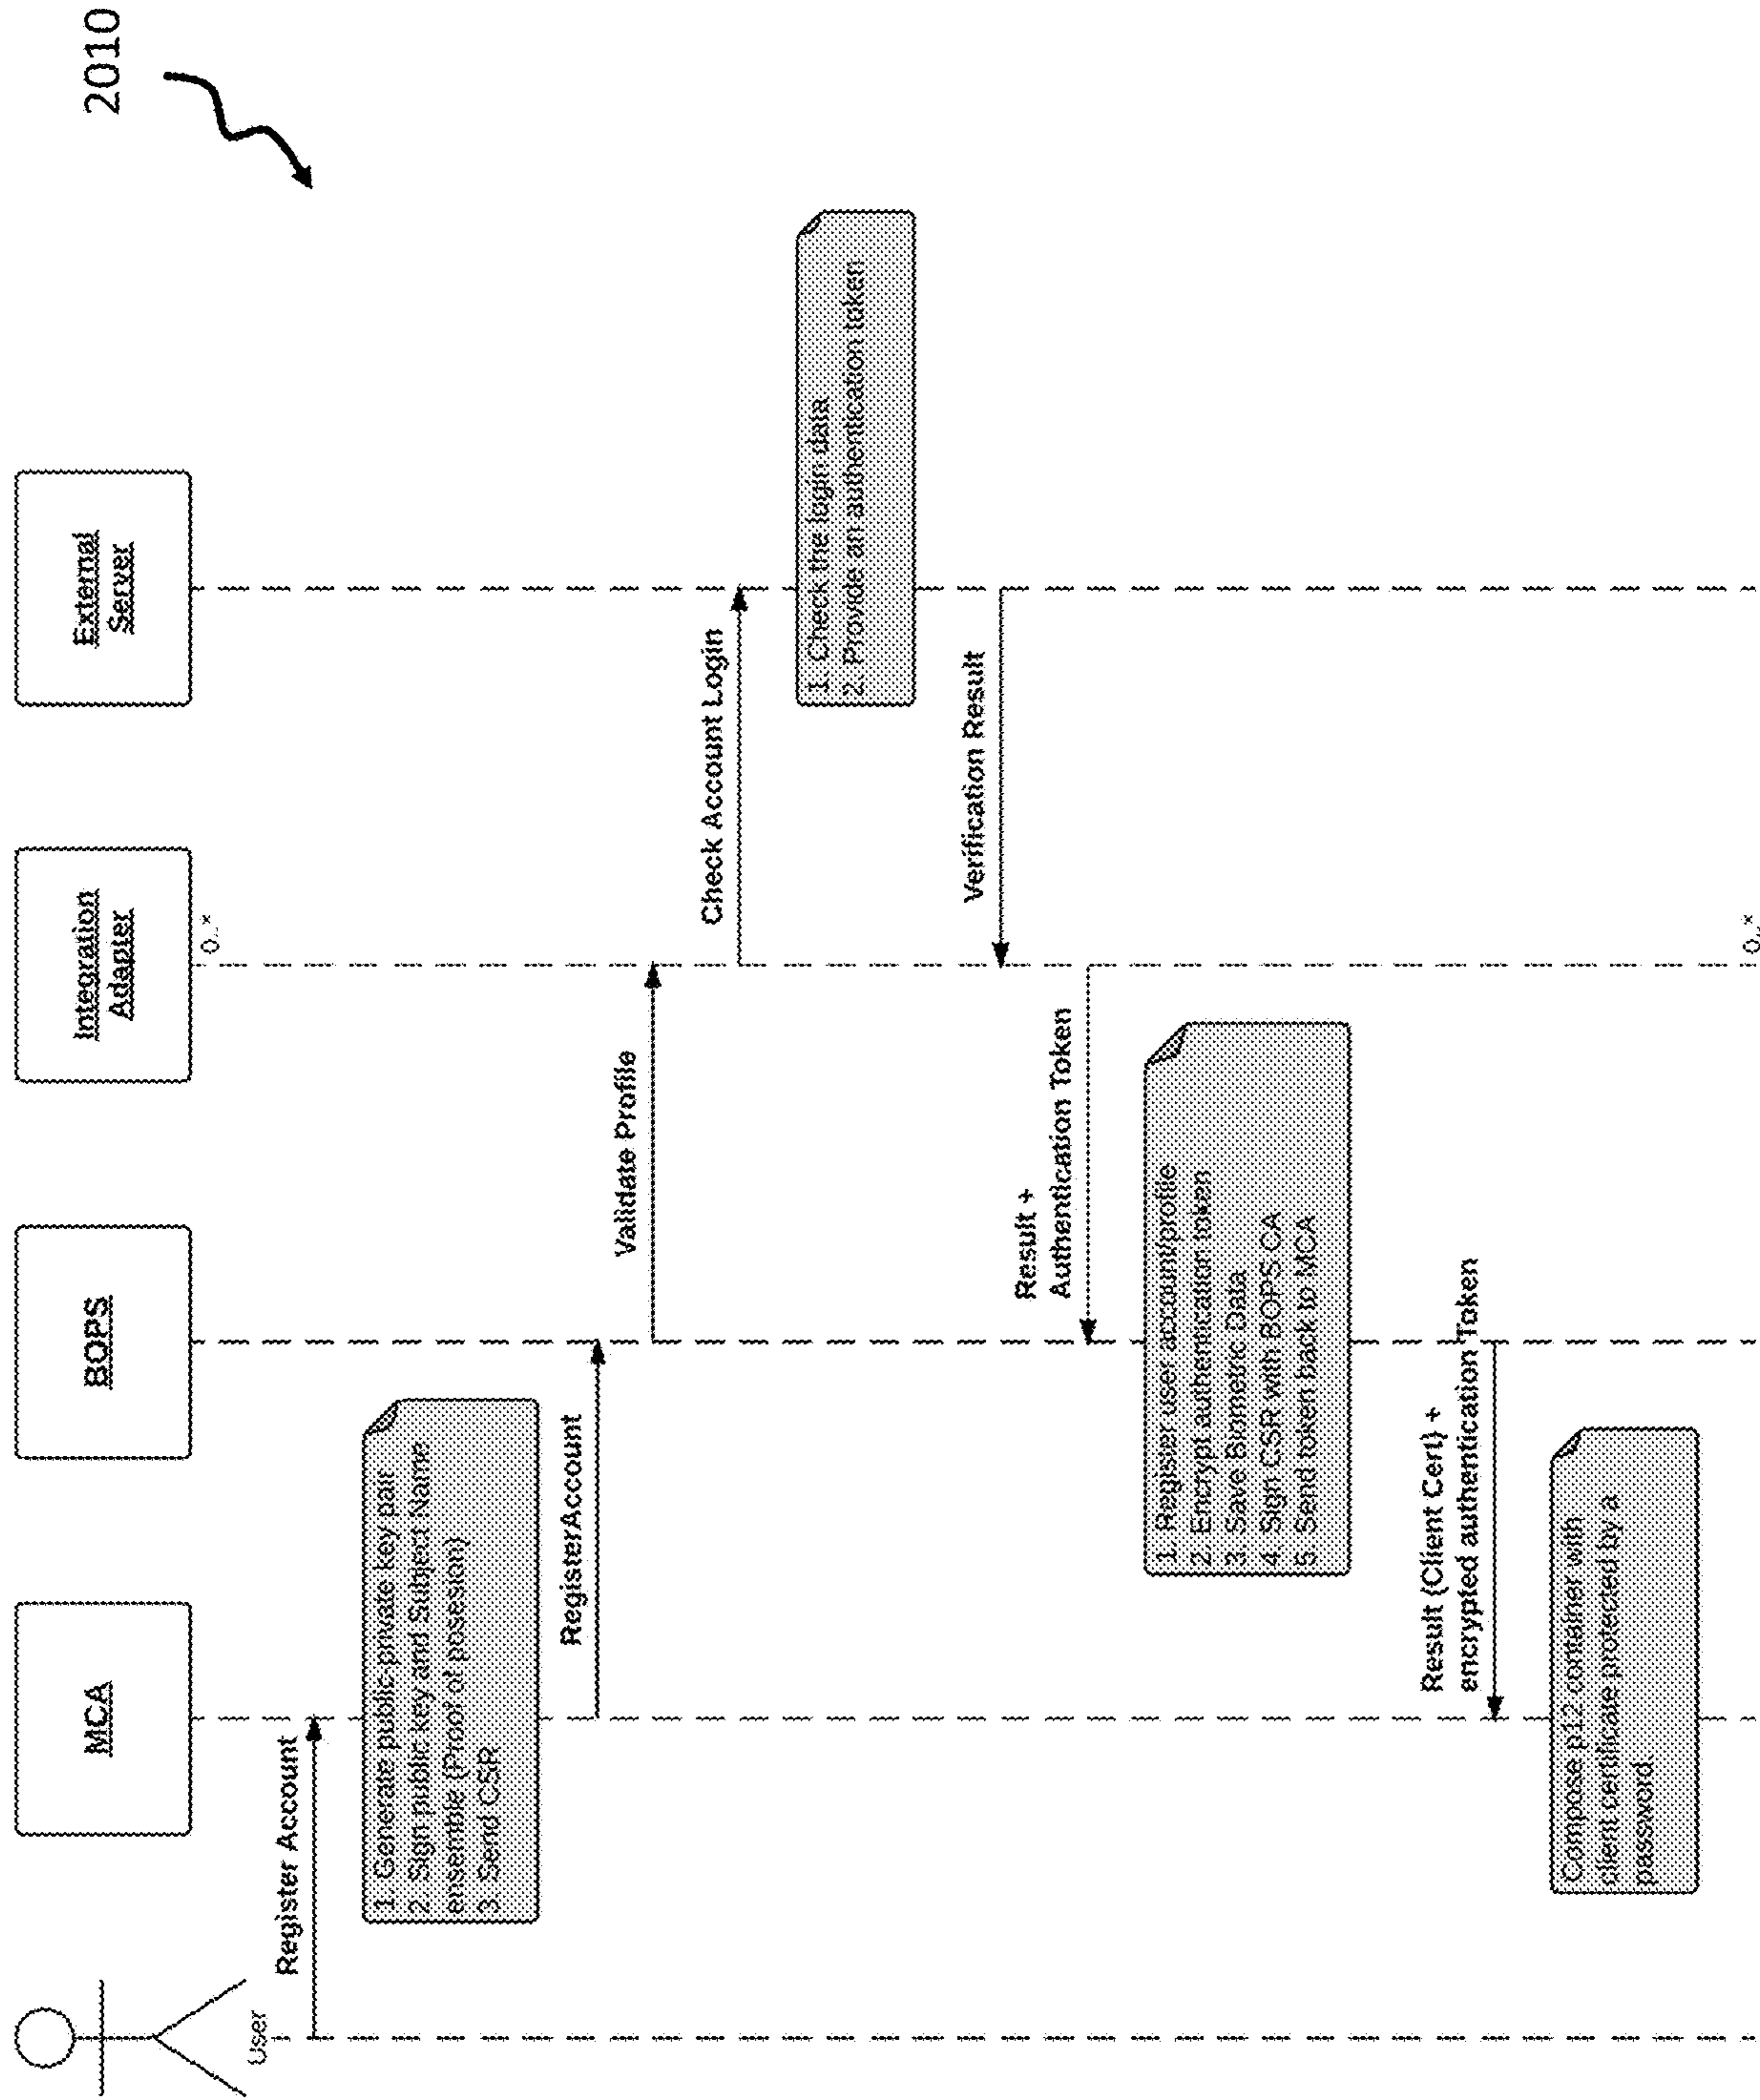 2010
User
MCA
BOPS
Integration
Adapter
External
Server
0..*
Register Account
1. Generate public-private key pair
2. Sign public key and Subject Name
ensemble (Proof of posesion)
3. Send CSR
RegisterAccount
Validate Profile
Check Account Login
1. Check the login data
2. Provide an authentication token
Verification Result
Result +
Authentication Token
1. Register user account/profile
2. Encrypt authentication token
3. Save Biometric Data
4. Sign CSR with BOPS CA
5. Send token back to MCA
Result (Client Cert) +
encrypted authentication Token
Compose p12 container with
client certificate protected by a
password
0..*